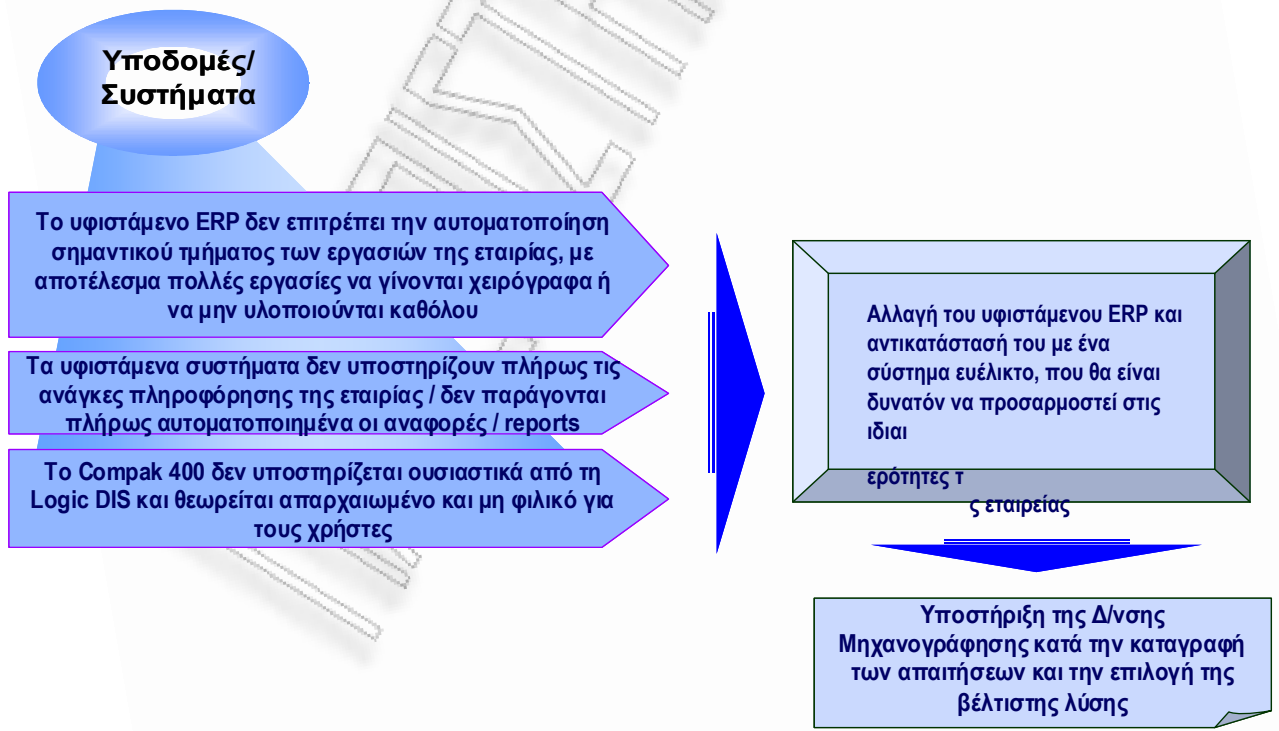 Υποδομές/
Συστήματα
Το υφιστάμενο ERP δεν επιτρέπει την αυτοματοποίηση
σημαντικού τμήματος των εργασιών της εταιρίας, με
αποτέλεσμα πολλές εργασίες να γίνονται χειρόγραφα ή
να μην υλοποιούνται καθόλου
Τα υφιστάμενα συστήματα δεν υποστηρίζουν πλήρως τις
ανάγκες πληροφόρησης της εταιρίας / δεν παράγονται
πλήρως αυτοματοποιημένα οι αναφορές / reports
Το Compak 400 δεν υποστηρίζεται ουσιαστικά από τη
Logic DIS και θεωρείται απαρχαιωμένο και μη φιλικό για
τους χρήστες
Αλλαγή του υφιστάμενου ERP και
αντικατάστασή του με ένα
σύστημα ευέλικτο, που θα είναι
δυνατόν να προσαρμοστεί στις
ιδιαι
ερότητες τ
ς εταιρείας
Υποστήριξη της Δ/νσης
Μηχανογράφησης κατά την καταγραφή
των απαιτήσεων και την επιλογή της
βέλτιστης λύσης